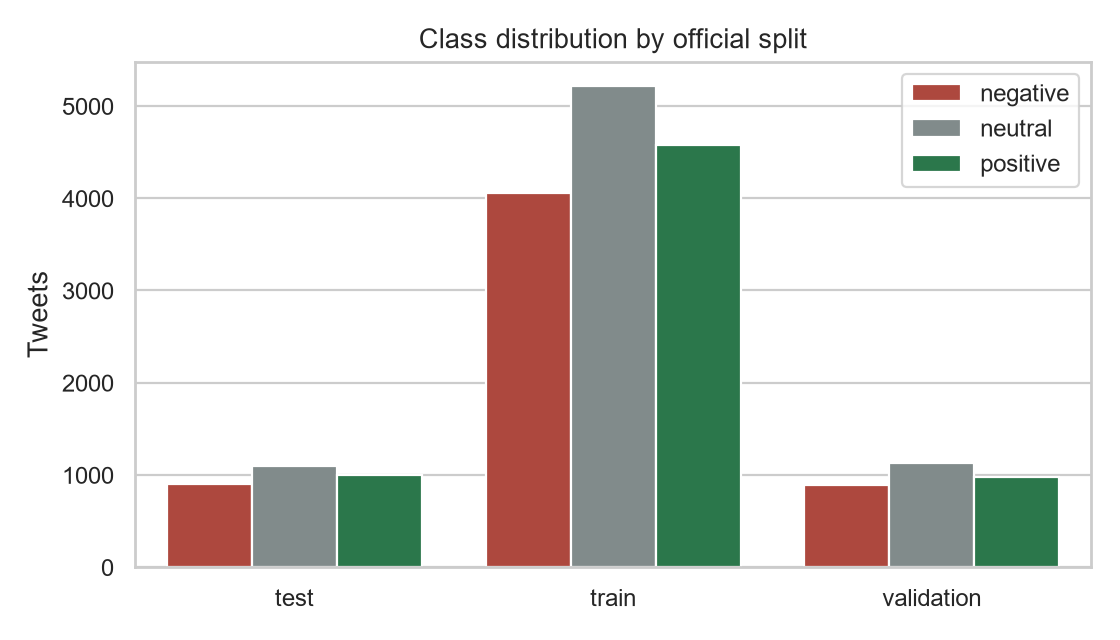 Class distribution by official split
negative
neutral
positive
Tweets
5000
4000
3000
2000
1000
0
test
train
validation